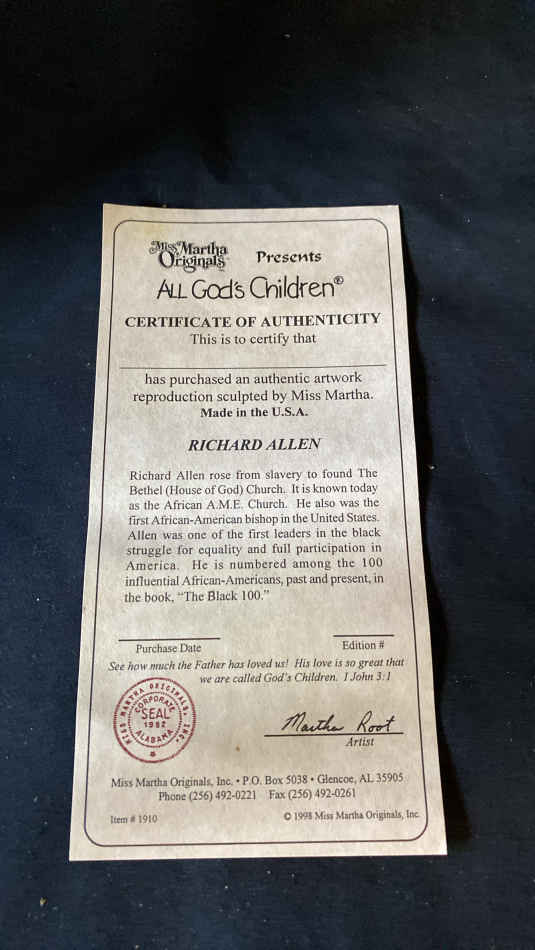 Miss Martha Originals™ Presents
ALL God's Children®
CERTIFICATE OF AUTHENTICITY
This is to certify that
has purchased an authentic artwork
reproduction sculpted by Miss Martha.
Made in the U.S.A.
RICHARD ALLEN
Richard Allen rose from slavery to found The
Bethel (House of God) Church. It is known today
as the African A.M.E. Church. He also was the
first African-American bishop in the United States.
Allen was one of the first leaders in the black
struggle for equality and full participation in
America. He is numbered among the 100
influential African-Americans, past and present, in
the book, “The Black 100.”
Purchase Date Edition #
See how much the Father has loved us! His love is so great that
we are called God's Children. I John 3:1
MISS MARTHA ORIGINALS, INC.
CORPORATE
SEAL
1982
ALABAMA
Martha Root
Artist
Miss Martha Originals, Inc. • P.O. Box 5038 • Glencoe, AL 35905
Phone (256) 492-0221 Fax (256) 492-0261
Item # 1910 © 1998 Miss Martha Originals, Inc.